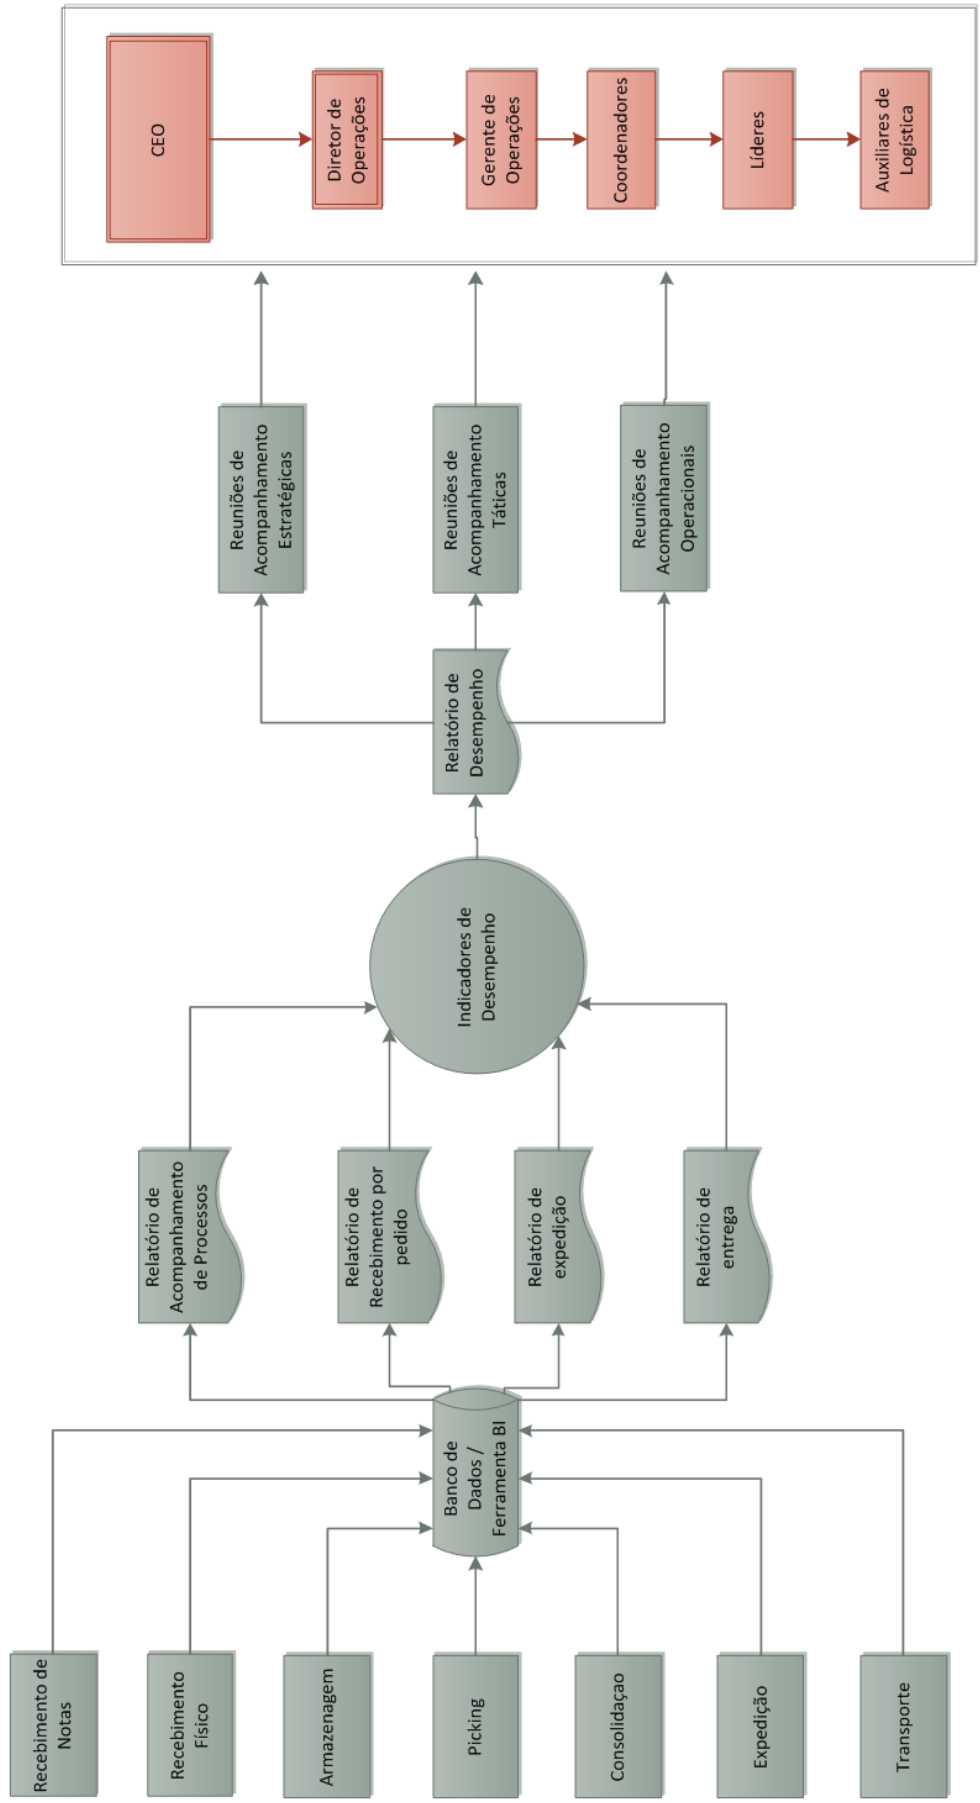 Recebimento de
Notas
Recebimento
Físico
Armazenagem
Picking
Consolidaçao
Expedição
Transporte
Banco de
Dados /
Ferramenta BI
Relatório de
Acompanhamento
de Processos
Relatório de
Recebimento por
pedido
Relatório de
expedição
Relatório de
entrega
Indicadores de
Desempenho
Relatório de
Desempenho
Reuniões de
Acompanhamento
Estratégicas
Reuniões de
Acompanhamento
Táticas
Reuniões de
Acompanhamento
Operacionais
CEO
Diretor de
Operações
Gerente de
Operações
Coordenadores
Líderes
Auxiliares de
Logística